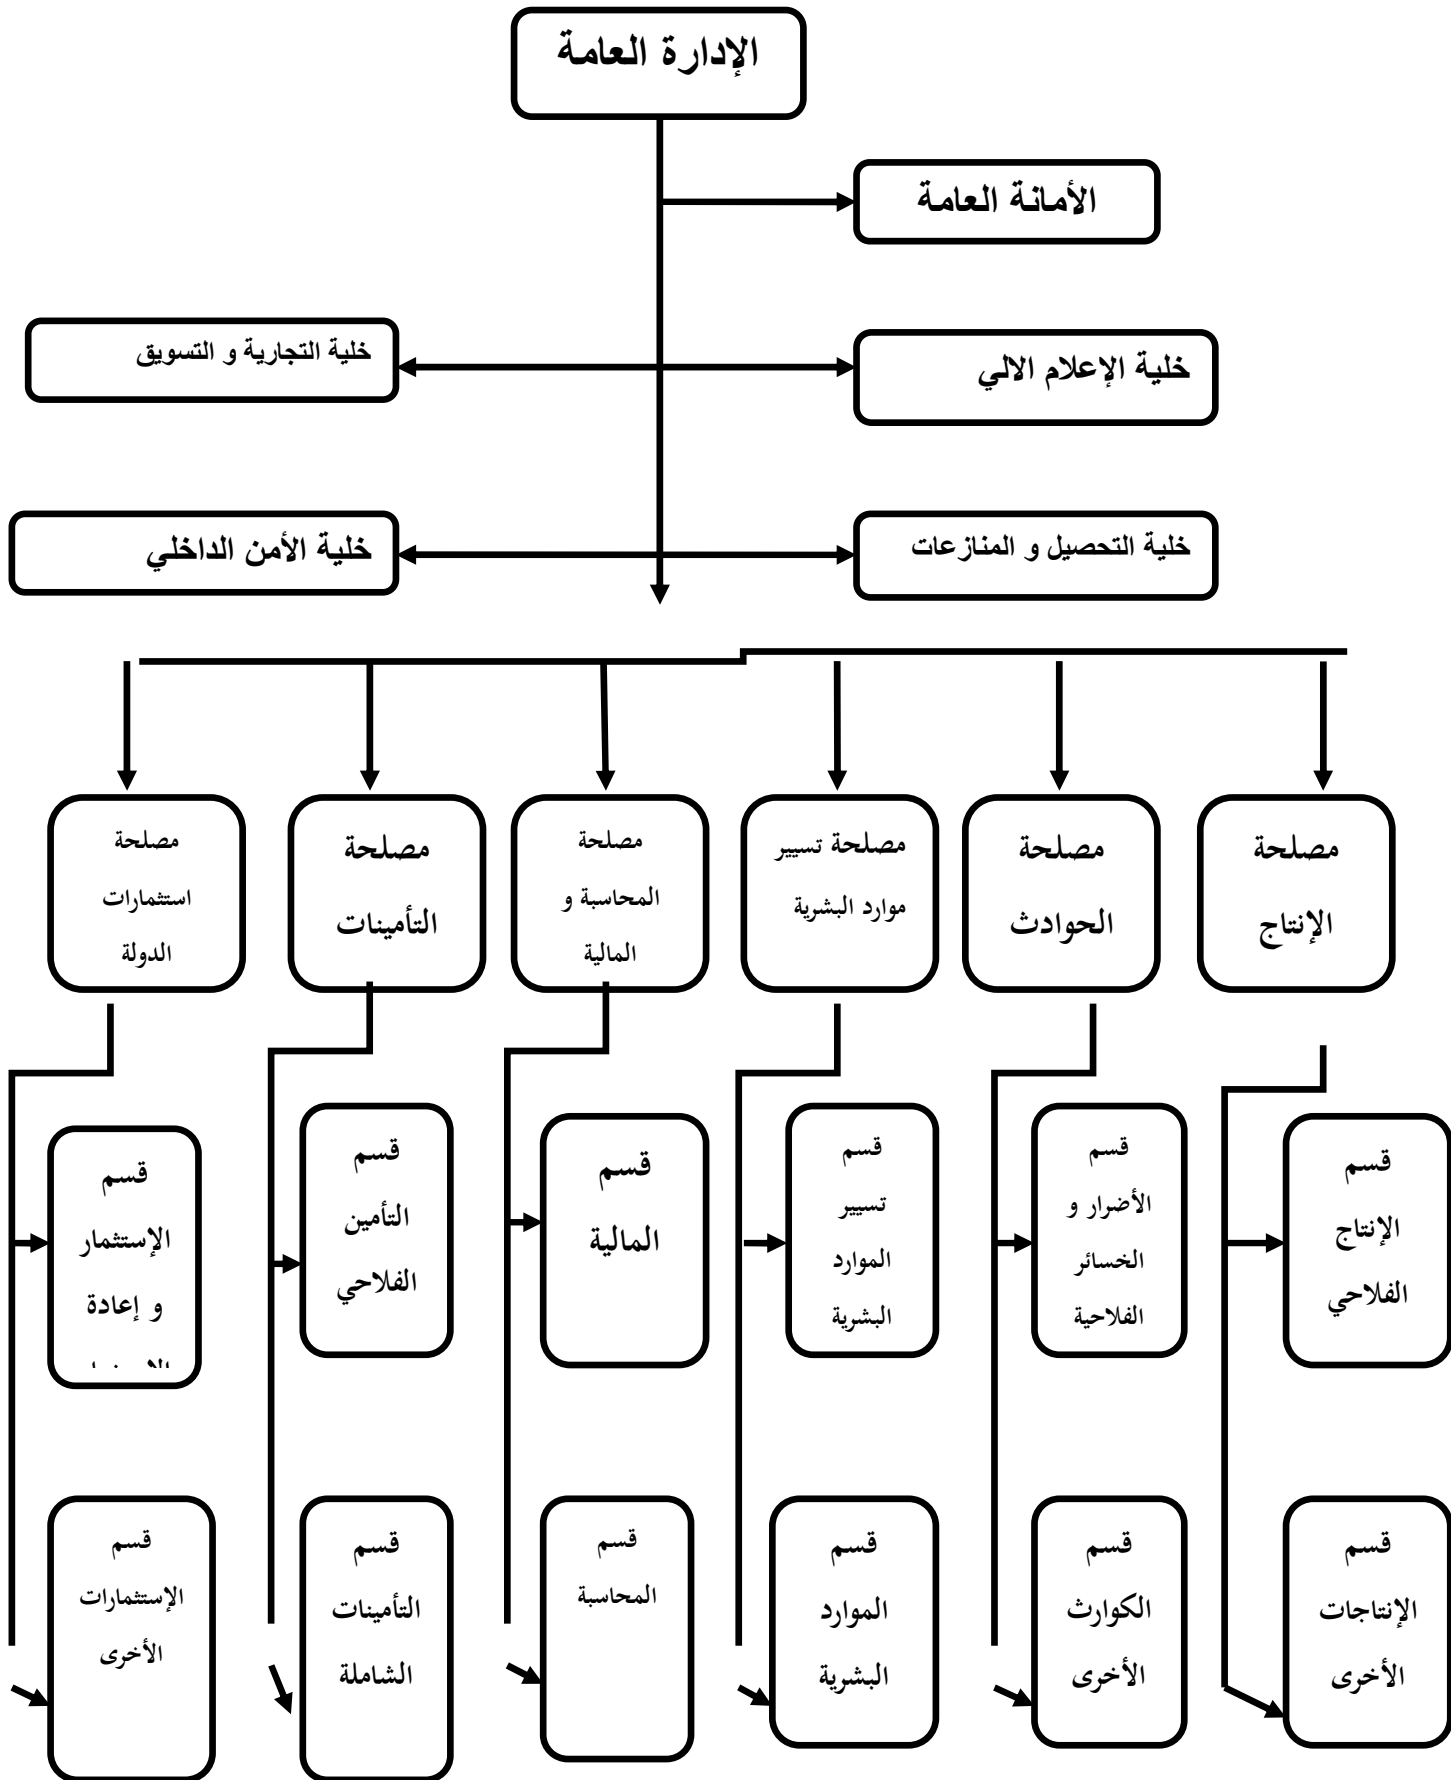 الإدارة العامة
الأمانة العامة
خلية الإعلام الالي
خلية التجارية و التسويق
خلية التحصيل و المنازعات
خلية الأمن الداخلي
مصلحة
الإنتاج
مصلحة
الحوادث
مصلحة تسيير
موارد البشرية
مصلحة
المحاسبة و
المالية
مصلحة
التأمينات
مصلحة
استثمارات
الدولة
قسم
الإنتاج
الفلاحي
قسم
الأضرار و
الخسائر
الفلاحية
قسم
تسيير
الموارد
البشرية
قسم
المالية
قسم
التأمين
الفلاحي
قسم
الإستثمار
و إعادة
قسم
الإنتاجات
الأخرى
قسم
الكوارث
الأخرى
قسم
الموارد
البشرية
قسم
المحاسبة
قسم
التأمينات
الشاملة
قسم
الإستثمارات
الأخرى